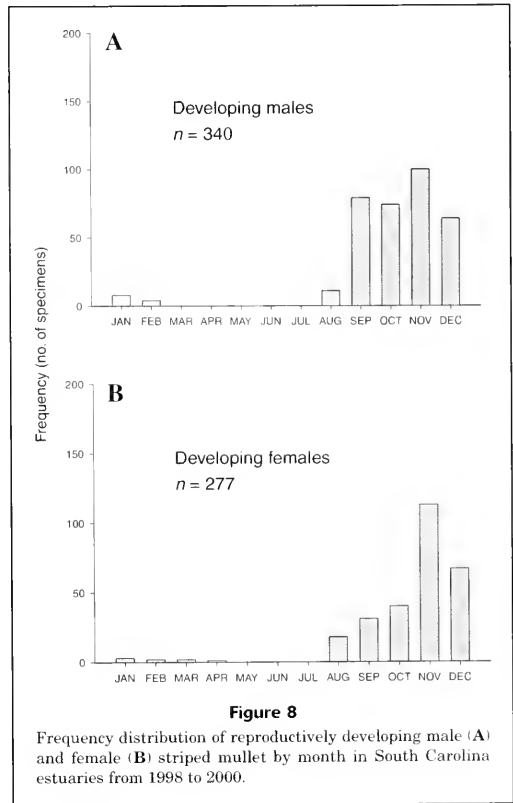 A
Developing males
n = 340
200
150
100
50
0
JAN FEB MAR APR MAY JUN JUL AUG SEP OCT NOV DEC
Frequency (no. of specimens)
B
Developing females
n = 277
200
150
100
50
0
JAN FEB MAR APR MAY JUN JUL AUG SEP OCT NOV DEC
Figure 8
Frequency distribution of reproductively developing male (A)
and female (B) striped mullet by month in South Carolina
estuaries from 1998 to 2000.